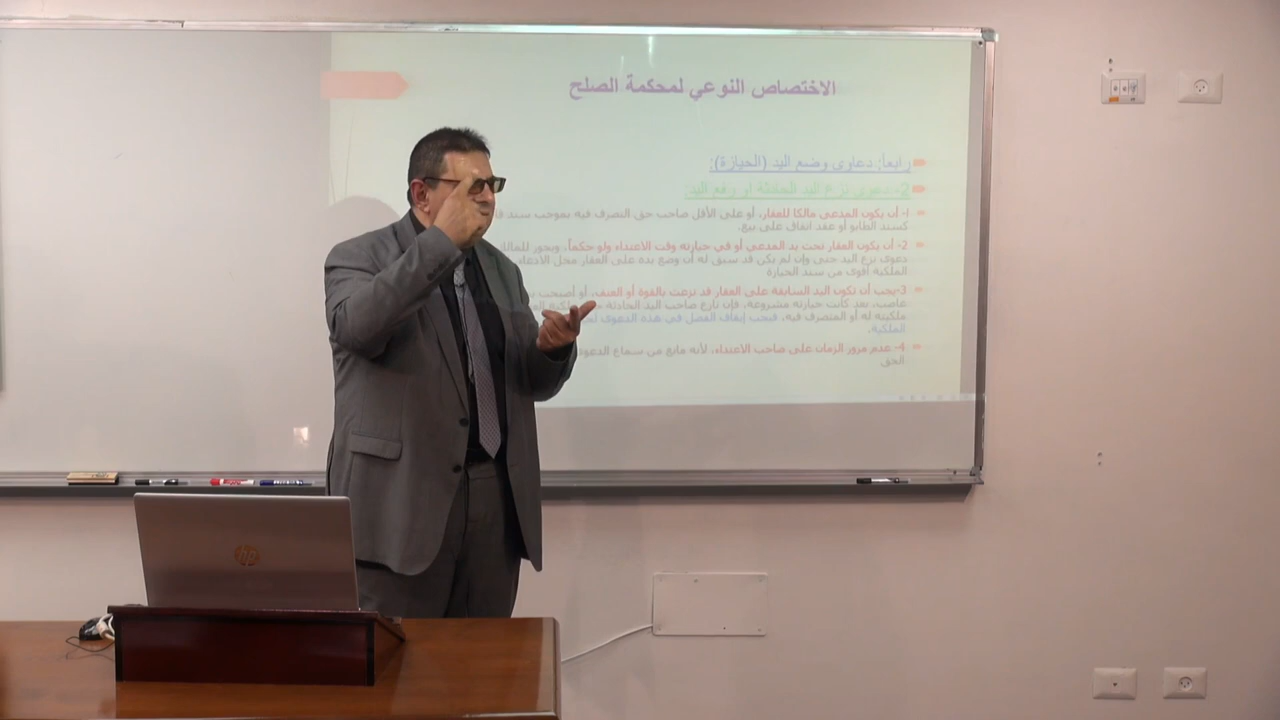 الاختصاص النوعي لمحكمة الصلح
رابعاً: دعاوى وضع اليد (الحيازة):
2- دعوى نزع اليد الحادثة او رفع اليد:
أن يكون المدعي مالكا للعقار، أو على الأقل صاحب حق التصرف فيه بموجب سند
كسند الطابو أو عقد اتفاق على بيع.
2- أن يكون العقار تحت يد المدعي أو في حيازته وقت الاعتداء ولو حكماً، ويجوز
دعوى نزع اليد حتى وإن لم يكن قد سبق له أن وضع يده على العقار محل
الملكية أقوى من سند الحيازة
3-يجب أن تكون اليد السابقة على العقار قد نزعت بالقوة أو العنف، أو أصبحت
غاصب، بعد كانت حيازته مشروعة. فإن نازع صاحب اليد الحادثة
ملكيته له أو المتصرف فيه، فيجب إيقاف الفصل في هذه الدعوى
الملكية.
4- عدم مرور الزمان على صاحب الاعتداء، لأنه مانع من سماع
الحق
hp